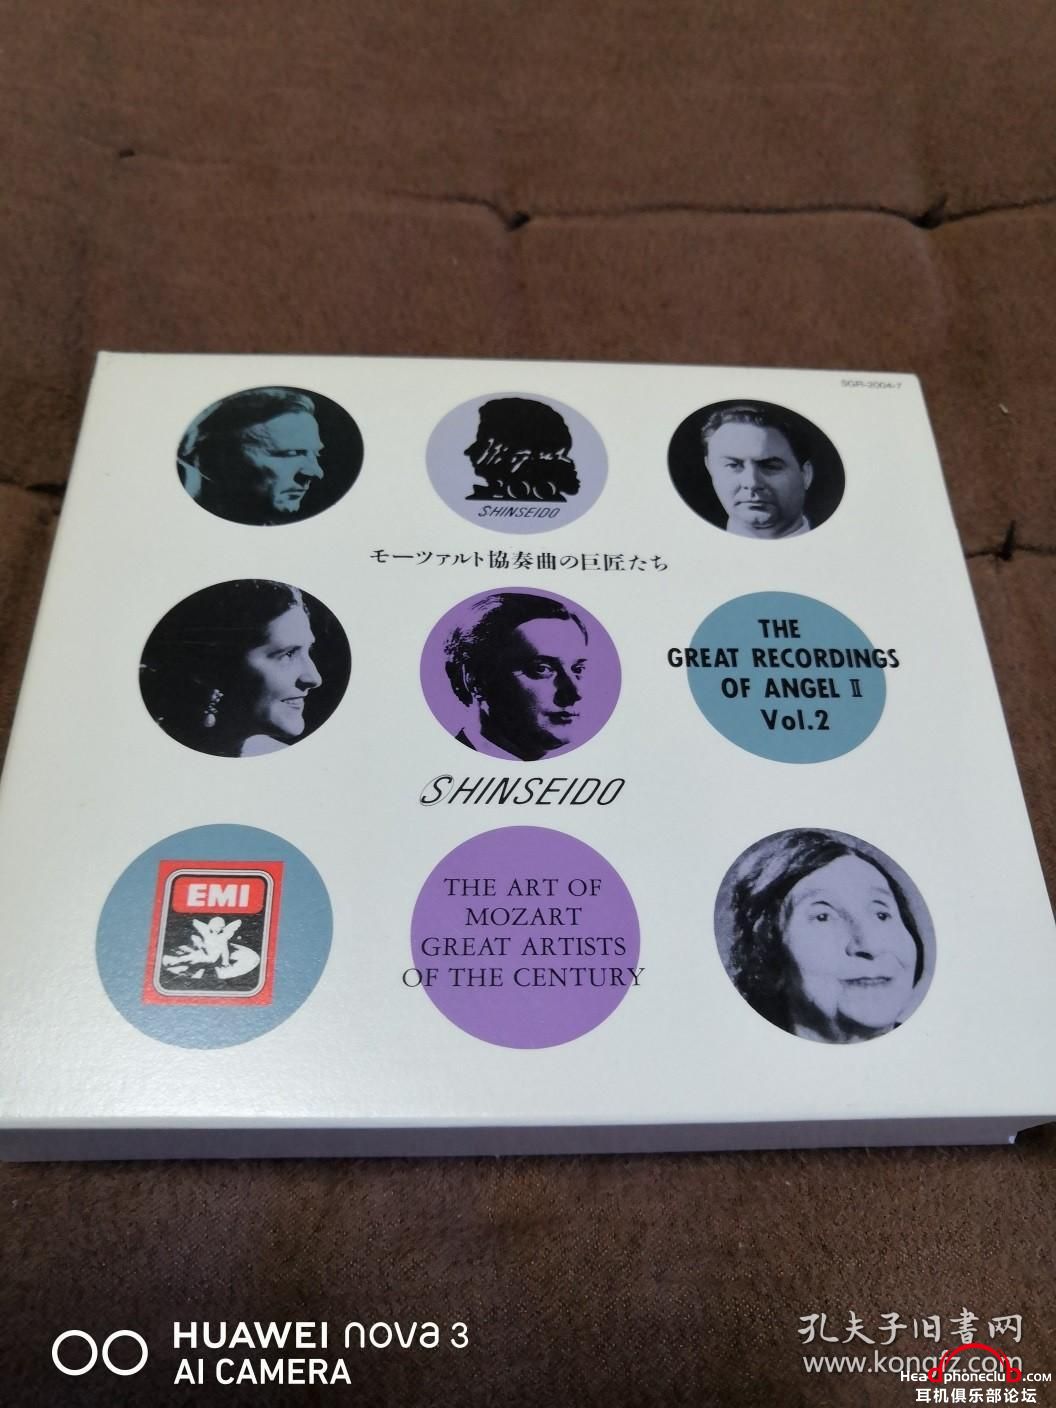 SGR-2004-7
200
SHINSEIDO
モーツァルト協奏曲の巨匠たち
THE
GREAT RECORDINGS
OF ANGEL II
Vol.2
SHINSEIDO
EMI
THE ART OF
MOZART
GREAT ARTISTS
OF THE CENTURY
HUAWEI nova 3
AI CAMERA
孔夫子旧書网
www.kongfz.com
Headphoneclub.com
耳机俱乐部论坛